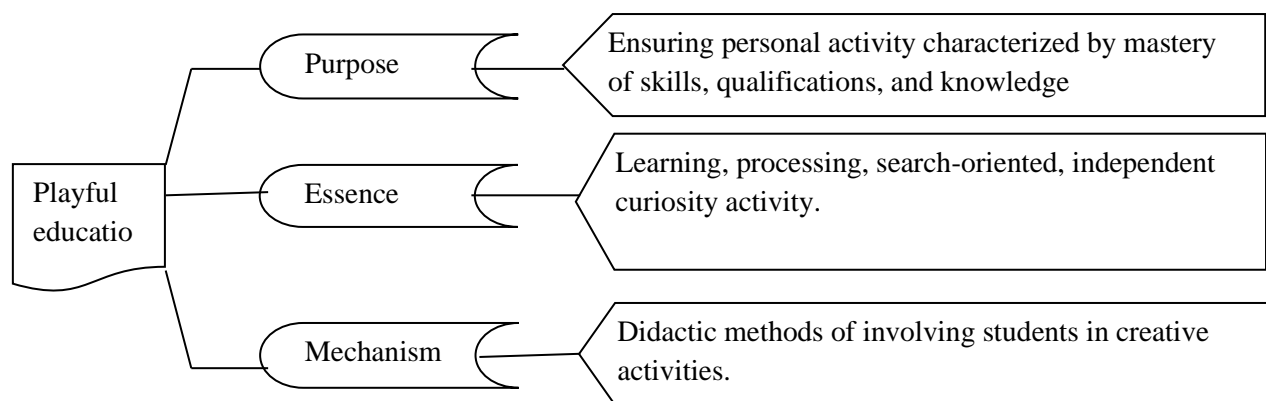 Purpose
Ensuring personal activity characterized by mastery
of skills, qualifications, and knowledge
Playful
educatio
Essence
Learning, processing, search-oriented, independent
curiosity activity.
Mechanism
Didactic methods of involving students in creative
activities.